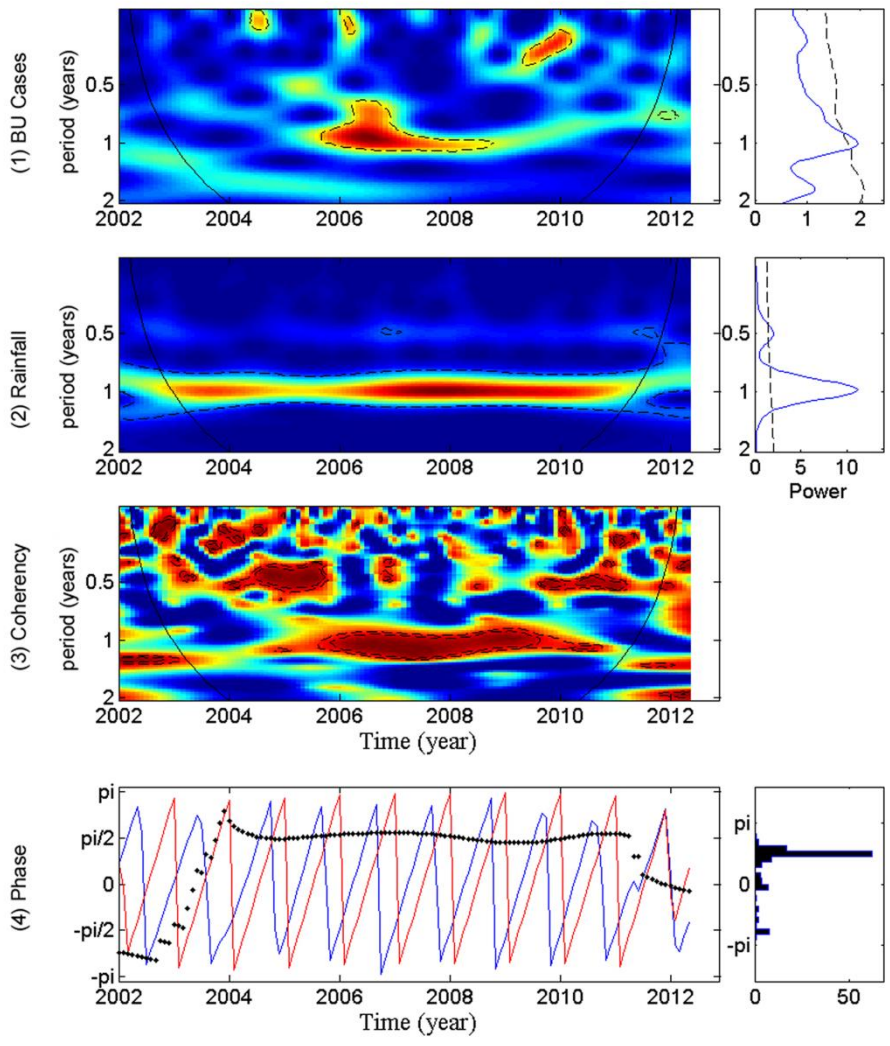 (1) BU Cases
period (years)
0.5
1
2
2002 2004 2006 2008 2010 2012
0.5
1
2
0 1 2
(2) Rainfall
period (years)
0.5
1
2
2002 2004 2006 2008 2010 2012
0.5
1
2
0 5 10
Power
(3) Coherency
period (years)
0.5
1
2
2002 2004 2006 2008 2010 2012
Time (year)
(4) Phase
pi
pi/2
0
-pi/2
-pi
2002 2004 2006 2008 2010 2012
Time (year)
pi
0
-pi
0 50